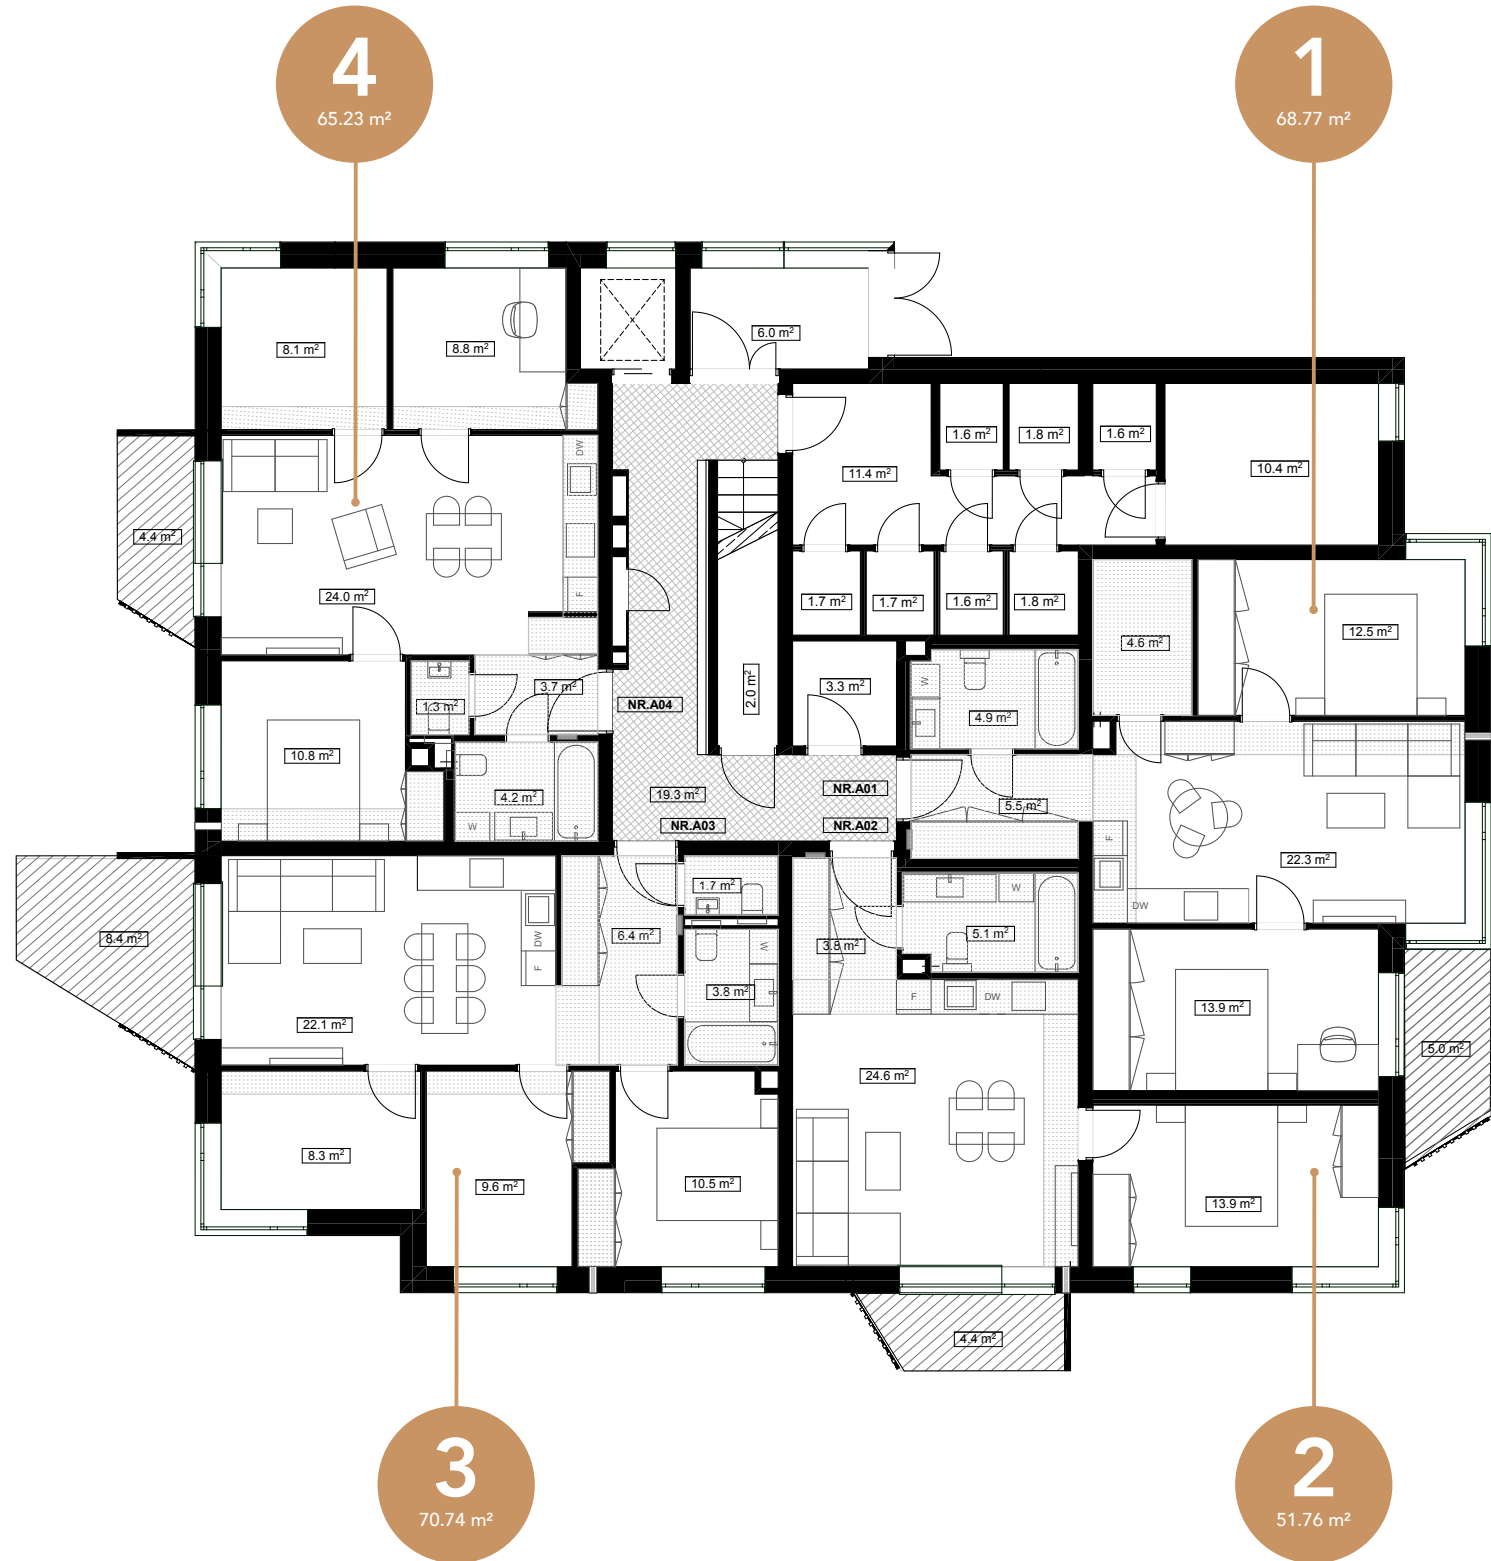 4
65.23 m²
1
68.77 m²
6.0 m²
8.1 m²
8.8 m²
1.6 m²
1.8 m²
1.6 m²
10.4 m²
11.4 m²
DW
4.4 m²
24.0 m²
F
1.7 m²
1.7 m²
1.6 m²
1.8 m²
4.6 m²
12.5 m²
3.7 m²
1.3 m²
NR.A04
2.0 m²
3.3 m²
W
4.9 m²
10.8 m²
4.2 m²
W
19.3 m²
NR.A03
NR.A01
NR.A02
5.5 m²
F
22.3 m²
DW
1.7 m²
W
5.1 m²
8.4 m²
DW
F
6.4 m²
W
3.8 m²
3.8 m²
F
DW
22.1 m²
13.9 m²
5.0 m²
24.6 m²
8.3 m²
9.6 m²
10.5 m²
13.9 m²
4.4 m²
3
70.74 m²
2
51.76 m²